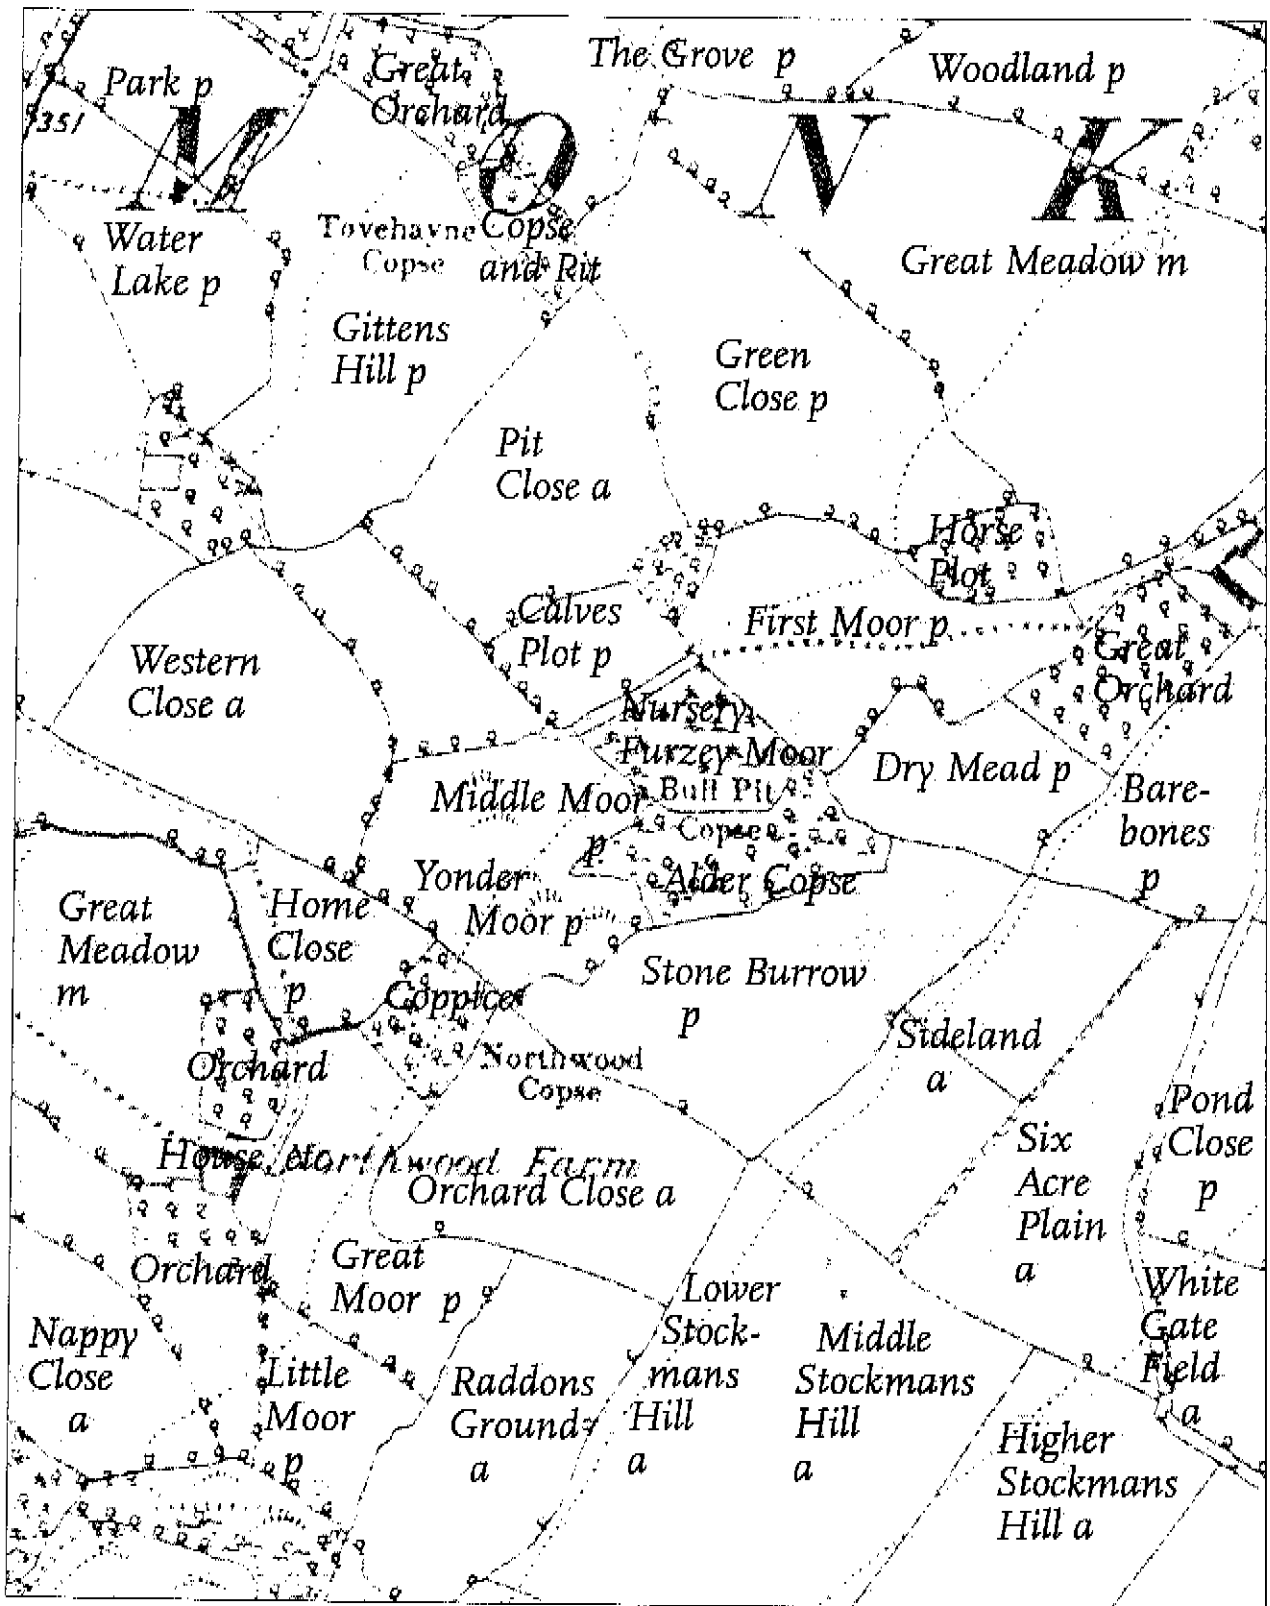 The Grove p
Woodland p
Park p
Great
Orchard
351
M O N K
Water
Lake p
Tovehayne
Copse
Copse
and Pit
Great Meadow m
Gittens
Hill p
Green
Close p
Pit
Close a
Horse
Plot
Calves
Plot p
First Moor p
Great
Orchard
Western
Close a
Nursery
Furzey Moor
Dry Mead p
Middle Moor
p
Bull Pit
Copse
Bare-
bones
p
Yonder
Moor p
Alder Copse
Great
Meadow
m
Home
Close
p
Stone Burrow
p
Coppice
Northwood
Copse
Sideland
a
Orchard
Pond
Close
p
Six
Acre
Plain
a
House, etc.
Northwood Farm
Orchard Close a
Orchard
Great
Moor p
White
Gate
Field
a
Lower
Stock-
mans
Hill
a
Middle
Stockmans
Hill
a
Nappy
Close
a
Little
Moor
p
Raddons
Ground
a
Higher
Stockmans
Hill a